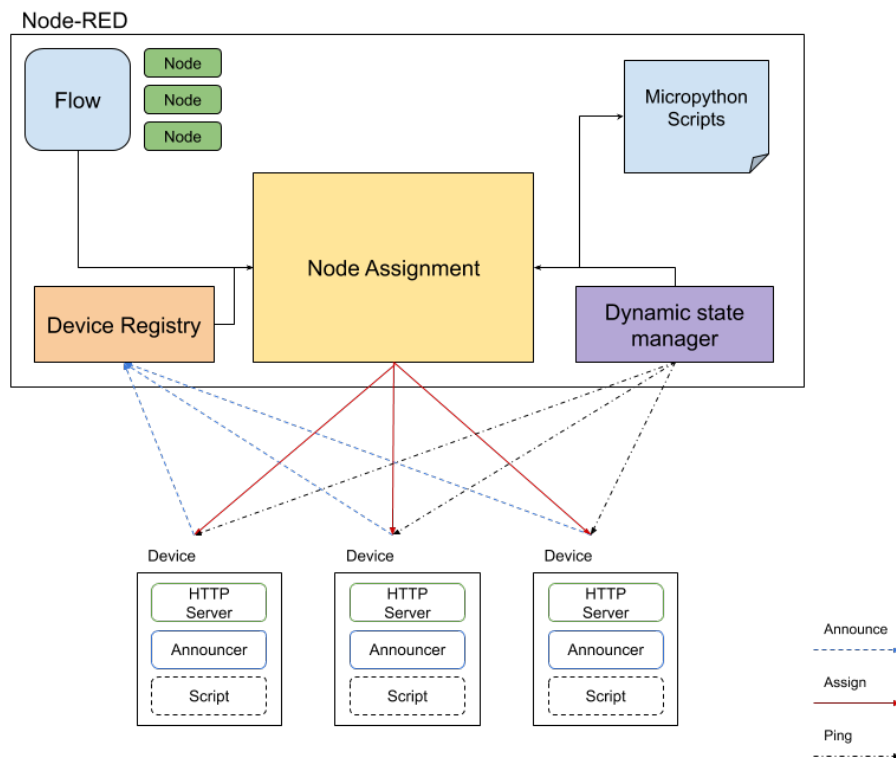 Node-RED
Flow
Node
Node
Node
Micropython
Scripts
Node Assignment
Device Registry
Dynamic state
manager
Device
Device
Device
HTTP
Server
Announcer
Script
HTTP
Server
Announcer
Script
HTTP
Server
Announcer
Script
Announce
Assign
Ping